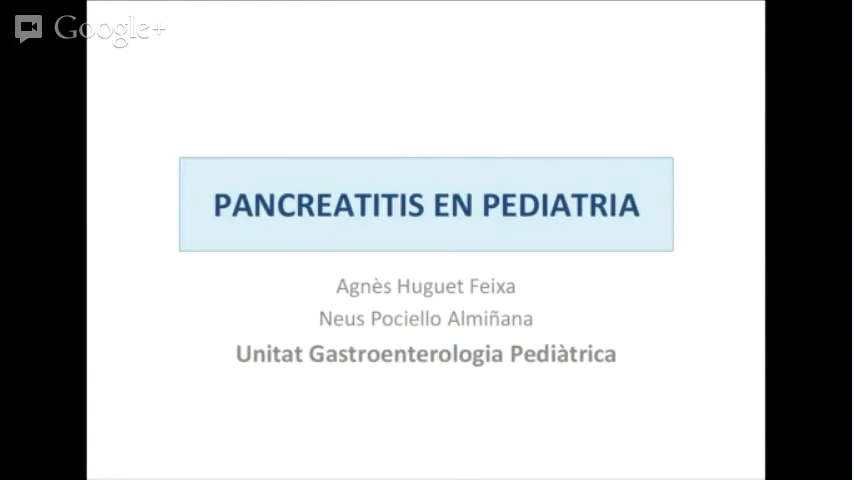 Google+
PANCREATITIS EN PEDIATRIA
Agnès Huguet Feixa
Neus Pociello Almiñana
Unitat Gastroenterologia Pediàtrica